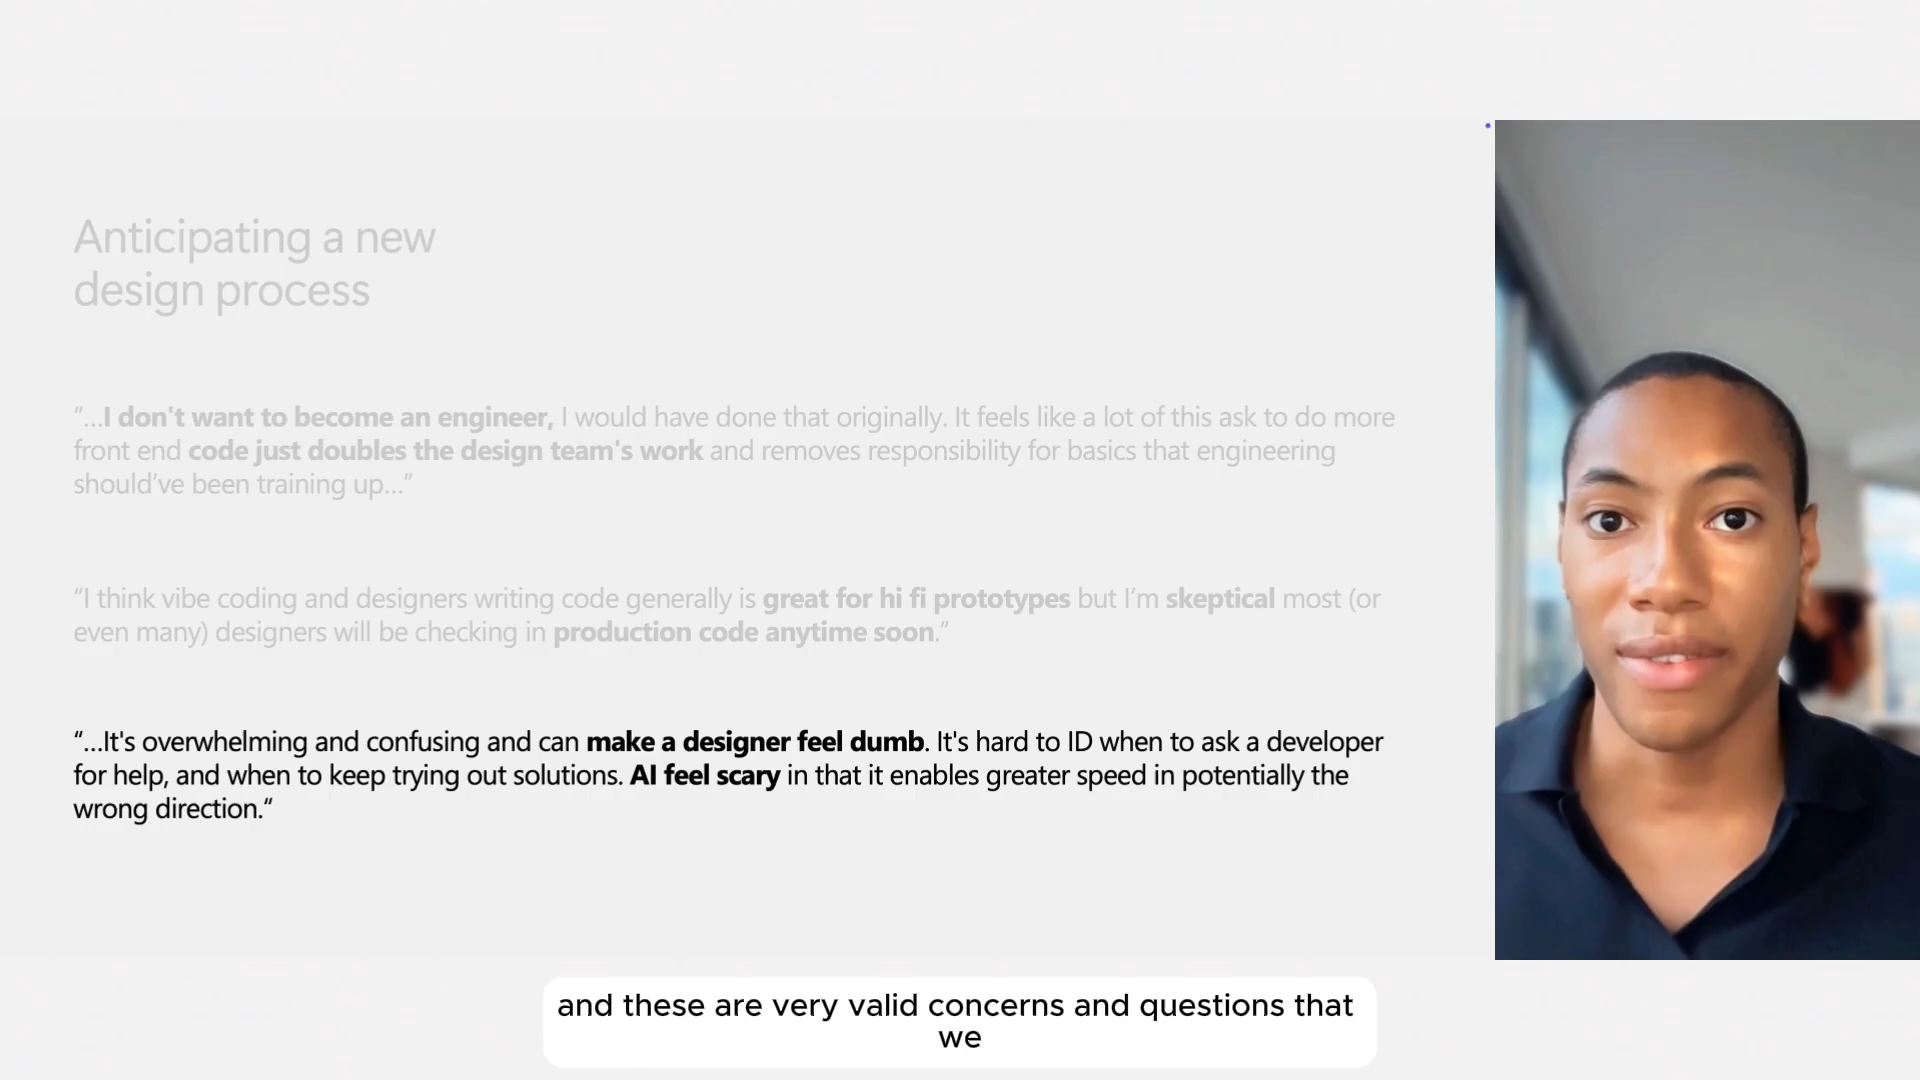 Anticipating a new
design process
“...I don't want to become an engineer, I would have done that originally. It feels like a lot of this ask to do more
front end code just doubles the design team's work and removes responsibility for basics that engineering
should’ve been training up...”
“I think vibe coding and designers writing code generally is great for hi fi prototypes but I’m skeptical most (or
even many) designers will be checking in production code anytime soon.”
“...It's overwhelming and confusing and can make a designer feel dumb. It's hard to ID when to ask a developer
for help, and when to keep trying out solutions. AI feel scary in that it enables greater speed in potentially the
wrong direction.“
and these are very valid concerns and questions that
we